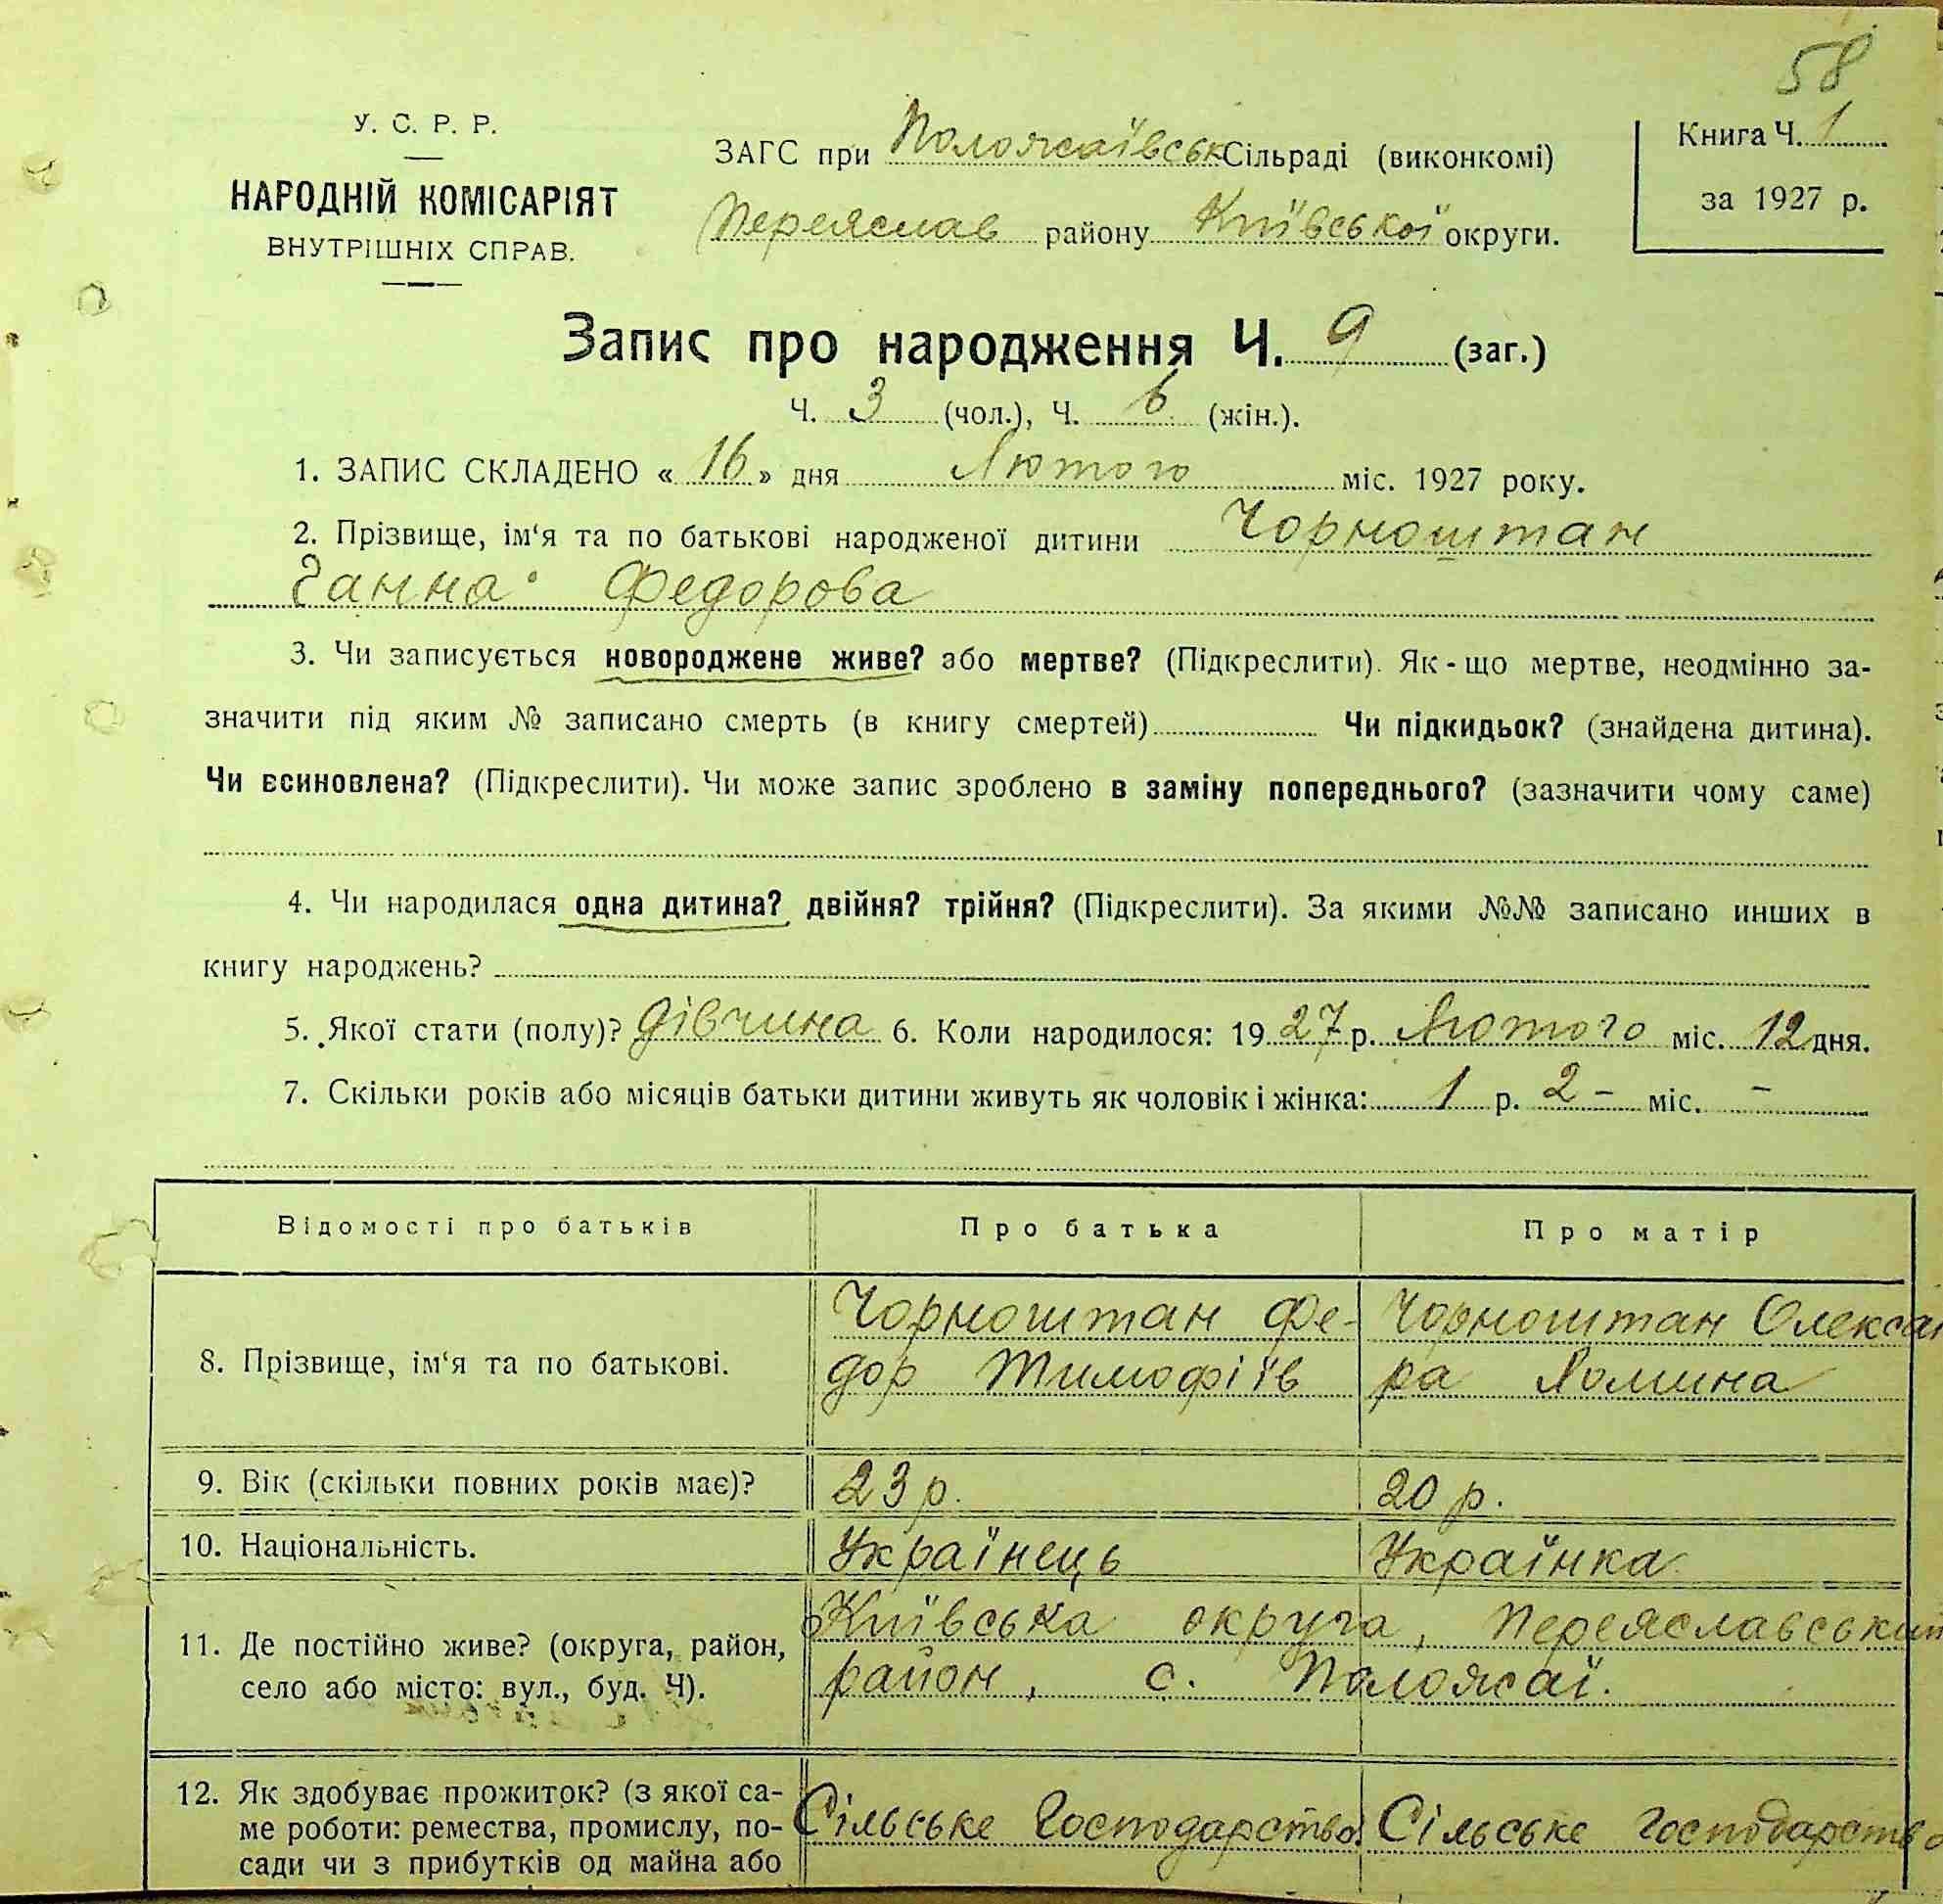 58
У. С. Р. Р.
НАРОДНІЙ КОМІСАРІЯТ
ВНУТРІШНІХ СПРАВ.
ЗАГС при Положаївськ Сільраді (виконкомі)
Переяслав району Київської округи.
Книга Ч. 1
за 1927 р.
Запис про народження Ч. 9 (заг.)
Ч. 3 (чол.), Ч. 6 (жін.).
1. ЗАПИС СКЛАДЕНО « 16 » дня Лютого міс. 1927 року.
2. Прізвище, ім‘я та по батькові народженої дитини Чорноштан
Ганна Федорова
3. Чи записується новороджене живе? або мертве? (Підкреслити). Як-що мертве, неодмінно за-
значити під яким № записано смерть (в книгу смертей) Чи підкидьок? (знайдена дитина).
Чи всиновлена? (Підкреслити). Чи може запис зроблено в заміну попереднього? (зазначити чому саме)
4. Чи народилася одна дитина? двійня? трійня? (Підкреслити). За якими №№ записано инших в
книгу народжень?
5. Якої стати (полу)? дівчина 6. Коли народилося: 1927 р. Лютого міс. 12 дня.
7. Скільки років або місяців батьки дитини живуть як чоловік і жінка: 1 р. 2 – міс. –
Відомості про батьків Про батька Про матір
8. Прізвище, ім‘я та по батькові.
Чорноштан Фе-
дор Тимофіїв
Чорноштан Олексан
ра
9. Вік (скільки повних років має)? 23 р. 20 р.
10. Національність. Українець Українка
11. Де постійно живе? (округа, район,
село або місто: вул., буд. Ч).
Київська округа, Переяславський
район, с. Положаї.
12. Як здобуває прожиток? (з якої са-
ме роботи: ремества, промислу, по-
сади чи з прибутків од майна або
Сільське Господарство
Сільське господарство